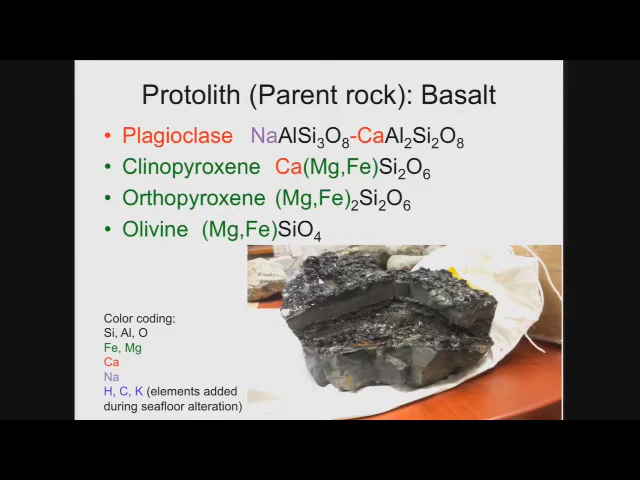 Protolith (Parent rock): Basalt
• Plagioclase NaAlSi₃O₈-CaAl₂Si₂O₈
• Clinopyroxene Ca(Mg,Fe)Si₂O₆
• Orthopyroxene (Mg,Fe)₂Si₂O₆
• Olivine (Mg,Fe)SiO₄
Color coding:
Si, Al, O
Fe, Mg
Ca
Na
H, C, K (elements added
during seafloor alteration)